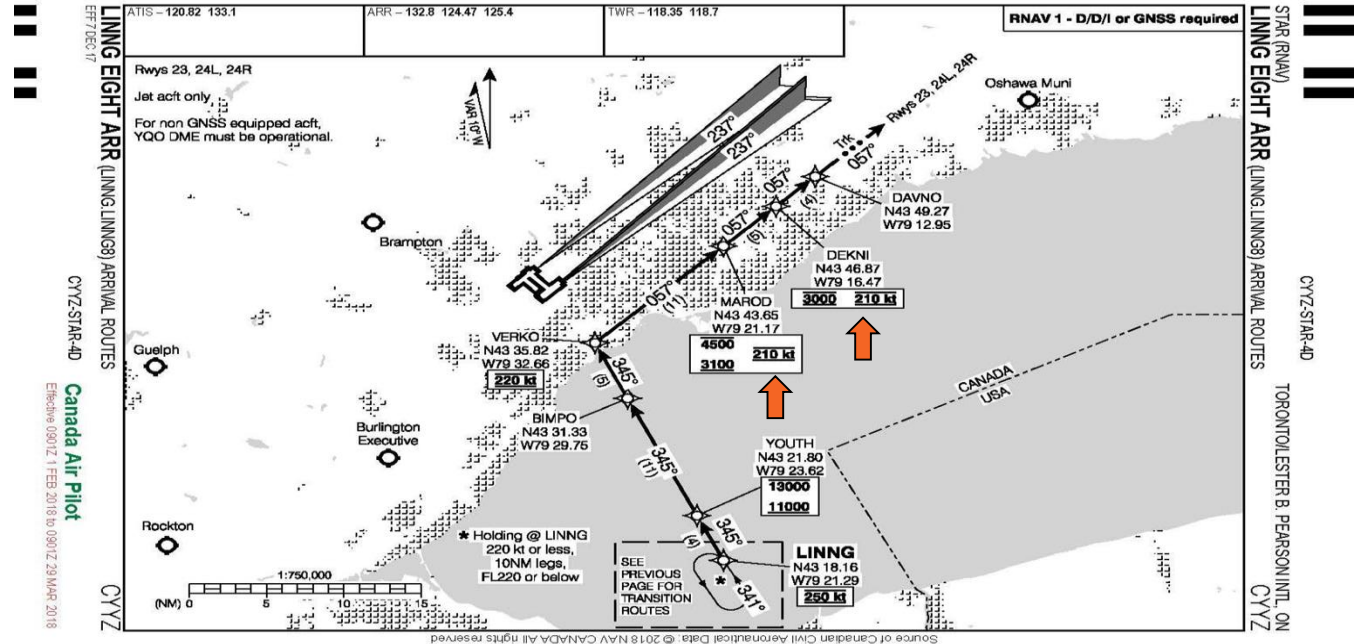 ATIS – 120.82 133.1
ARR – 132.8 124.47 125.4
TWR – 118.35 118.7
RNAV 1 - D/D/I or GNSS required
Rwys 23, 24L, 24R
Jet acft only
For non GNSS equipped acft,
YQO DME must be operational.
VAR 10°W
237°
237°
Trk
057°
Rwys 23, 24L, 24R
Oshawa Muni
057°
(4)
DAVNO
N43 49.27
W79 12.95
057°
(5)
DEKNI
N43 46.87
W79 16.47
3000 210 kt
Brampton
057°
(11)
MAROD
N43 43.65
W79 21.17
4500
3100
210 kt
Guelph
VERKO
N43 35.82
W79 32.66
220 kt
345°
(5)
BIMPO
N43 31.33
W79 29.75
CANADA
USA
Burlington
Executive
345°
(11)
YOUTH
N43 21.80
W79 23.62
13000
11000
Rockton
* Holding @ LINNG
220 kt or less,
10NM legs,
FL220 or below
345°
(4)
SEE
PREVIOUS
PAGE FOR
TRANSITION
ROUTES
*
341°
LINNG
N43 18.16
W79 21.29
250 kt
1:750,000
(NM) 0 5 10 15
LINNG EIGHT ARR (LINNG.LINNG8) ARRIVAL ROUTES
EFF 7 DEC 17
CYYZ-STAR-4D
CYYZ
Canada Air Pilot
Effective 0901Z 1 FEB 2018 to 0901Z 29 MAR 2018
STAR (RNAV)
LINNG EIGHT ARR (LINNG.LINNG8) ARRIVAL ROUTES
CYYZ-STAR-4D
TORONTO/LESTER B. PEARSON INTL, ON
CYYZ
Source of Canadian Civil Aeronautical Data: © 2018 NAV CANADA All rights reserved